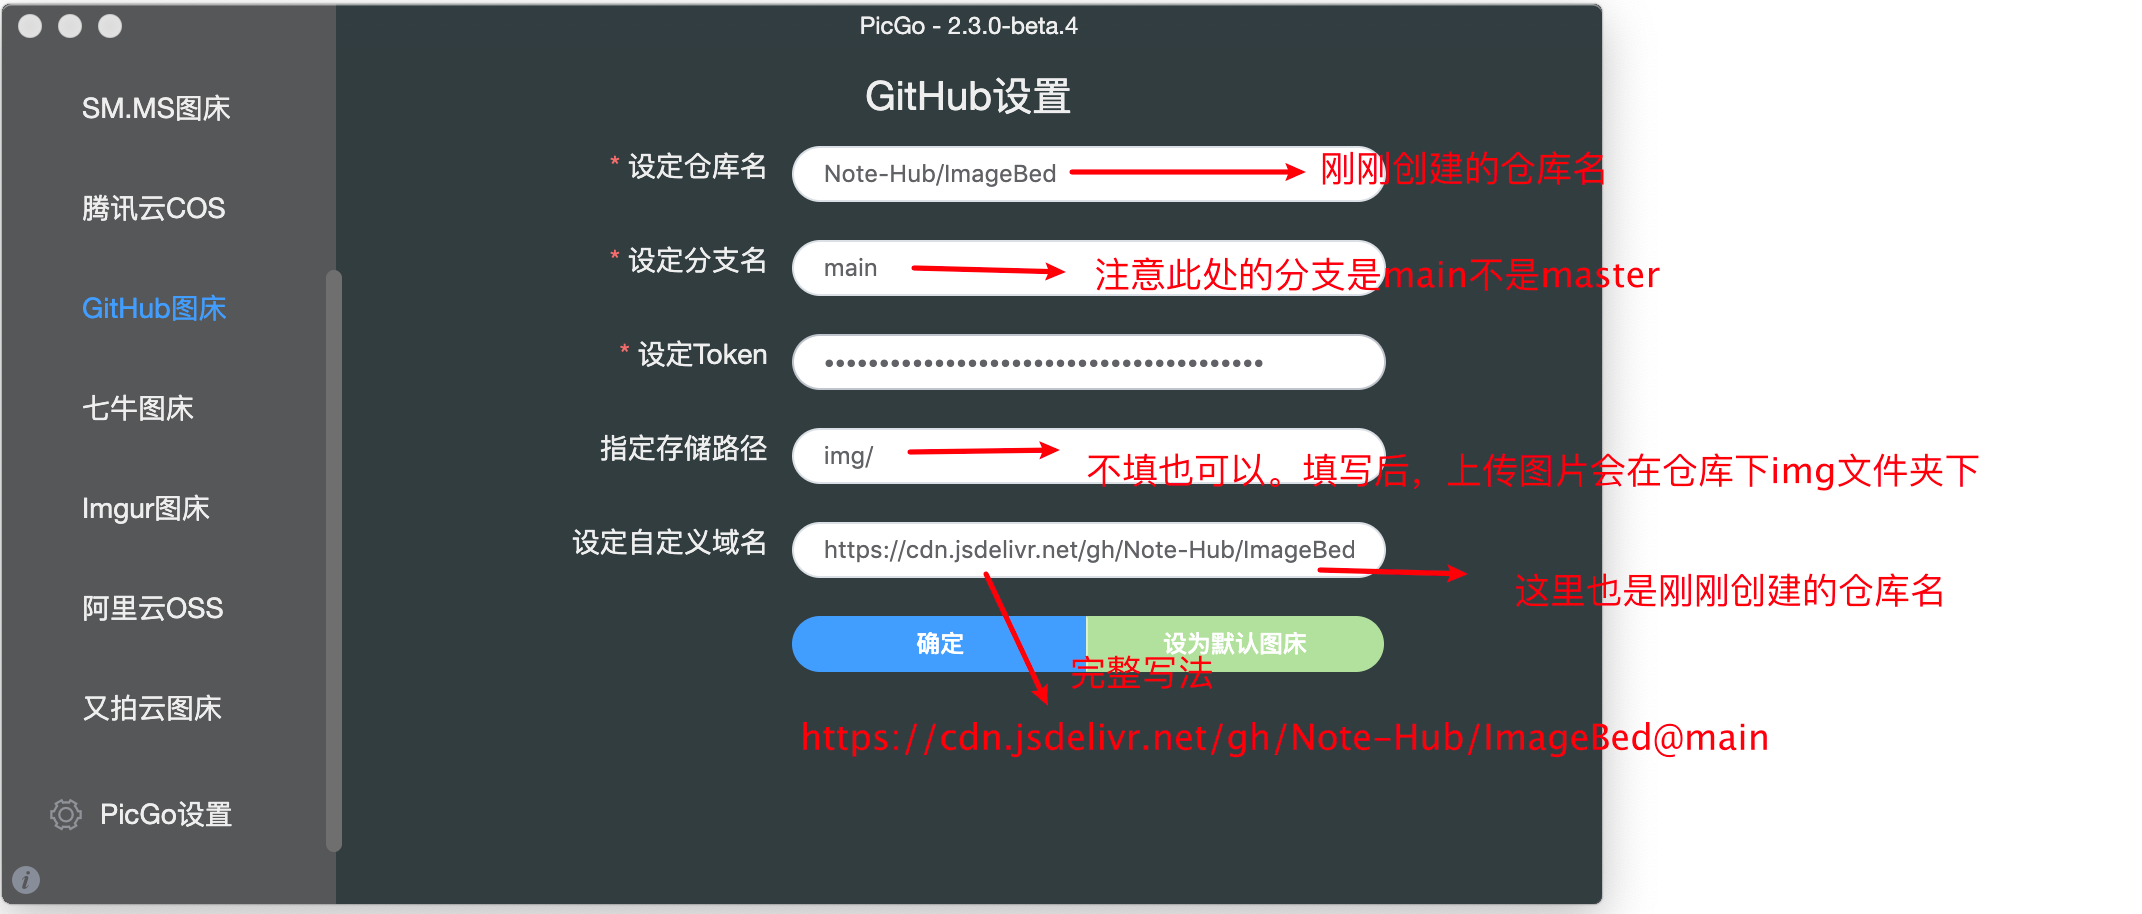 PicGo - 2.3.0-beta.4
SM.MS图床
腾讯云COS
GitHub图床
七牛图床
Imgur图床
阿里云OSS
又拍云图床
PicGo设置
i
GitHub设置
* 设定仓库名
Note-Hub/ImageBed
刚刚创建的仓库名
* 设定分支名
main
注意此处的分支是main不是master
* 设定Token
••••••••••••••••••••••••••••••••••••••••
指定存储路径
img/
不填也可以。填写后，上传图片会在仓库下img文件夹下
设定自定义域名
https://cdn.jsdelivr.net/gh/Note-Hub/ImageBed
这里也是刚刚创建的仓库名
确定
设为默认图床
完整写法
https://cdn.jsdelivr.net/gh/Note-Hub/ImageBed@main